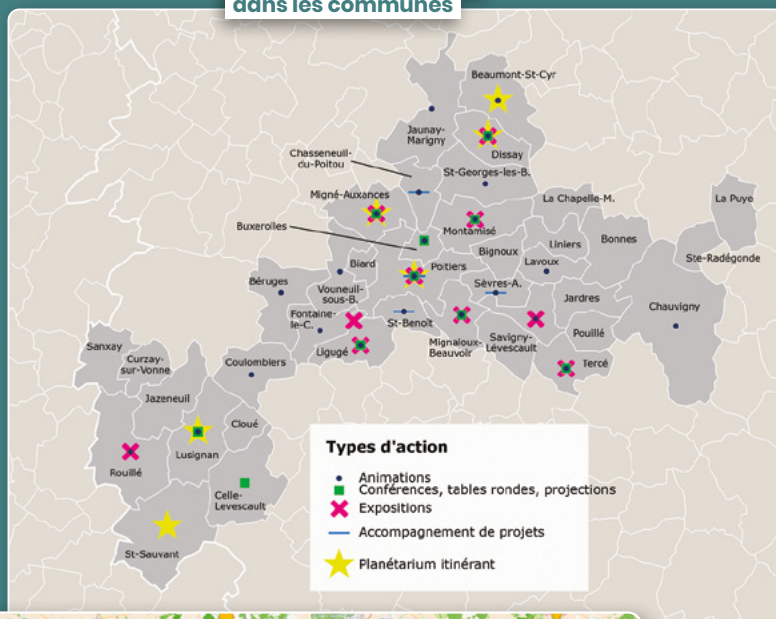 dans les communes
Beaumont-St-Cyr
Jaunay-
Marigny
Dissay
Chasseneuil-
du-Poitou
St-Georges-les-B.
Migné-Auxances
La Chapelle-M.
La Puye
Buxerolles
Montamisé
Bignoux
Liniers
Bonnes
Ste-Radégonde
Biard
Poitiers
Lavoux
Béruges
Vouneuil-
sous-B.
Sèvres-A.
Jardres
Chauvigny
Fontaine-
le-C.
St-Benoît
Mignaloux-
Beauvoir
Savigny-
Lévescault
Pouillé
Ligugé
Tercé
Sanxay
Curzay-
sur-Vonne
Coulombiers
Jazeneuil
Cloué
Lusignan
Rouillé
Celle-
Levescault
St-Sauvant
Types d'action
Animations
Conférences, tables rondes, projections
Expositions
Accompagnement de projets
Planétarium itinérant